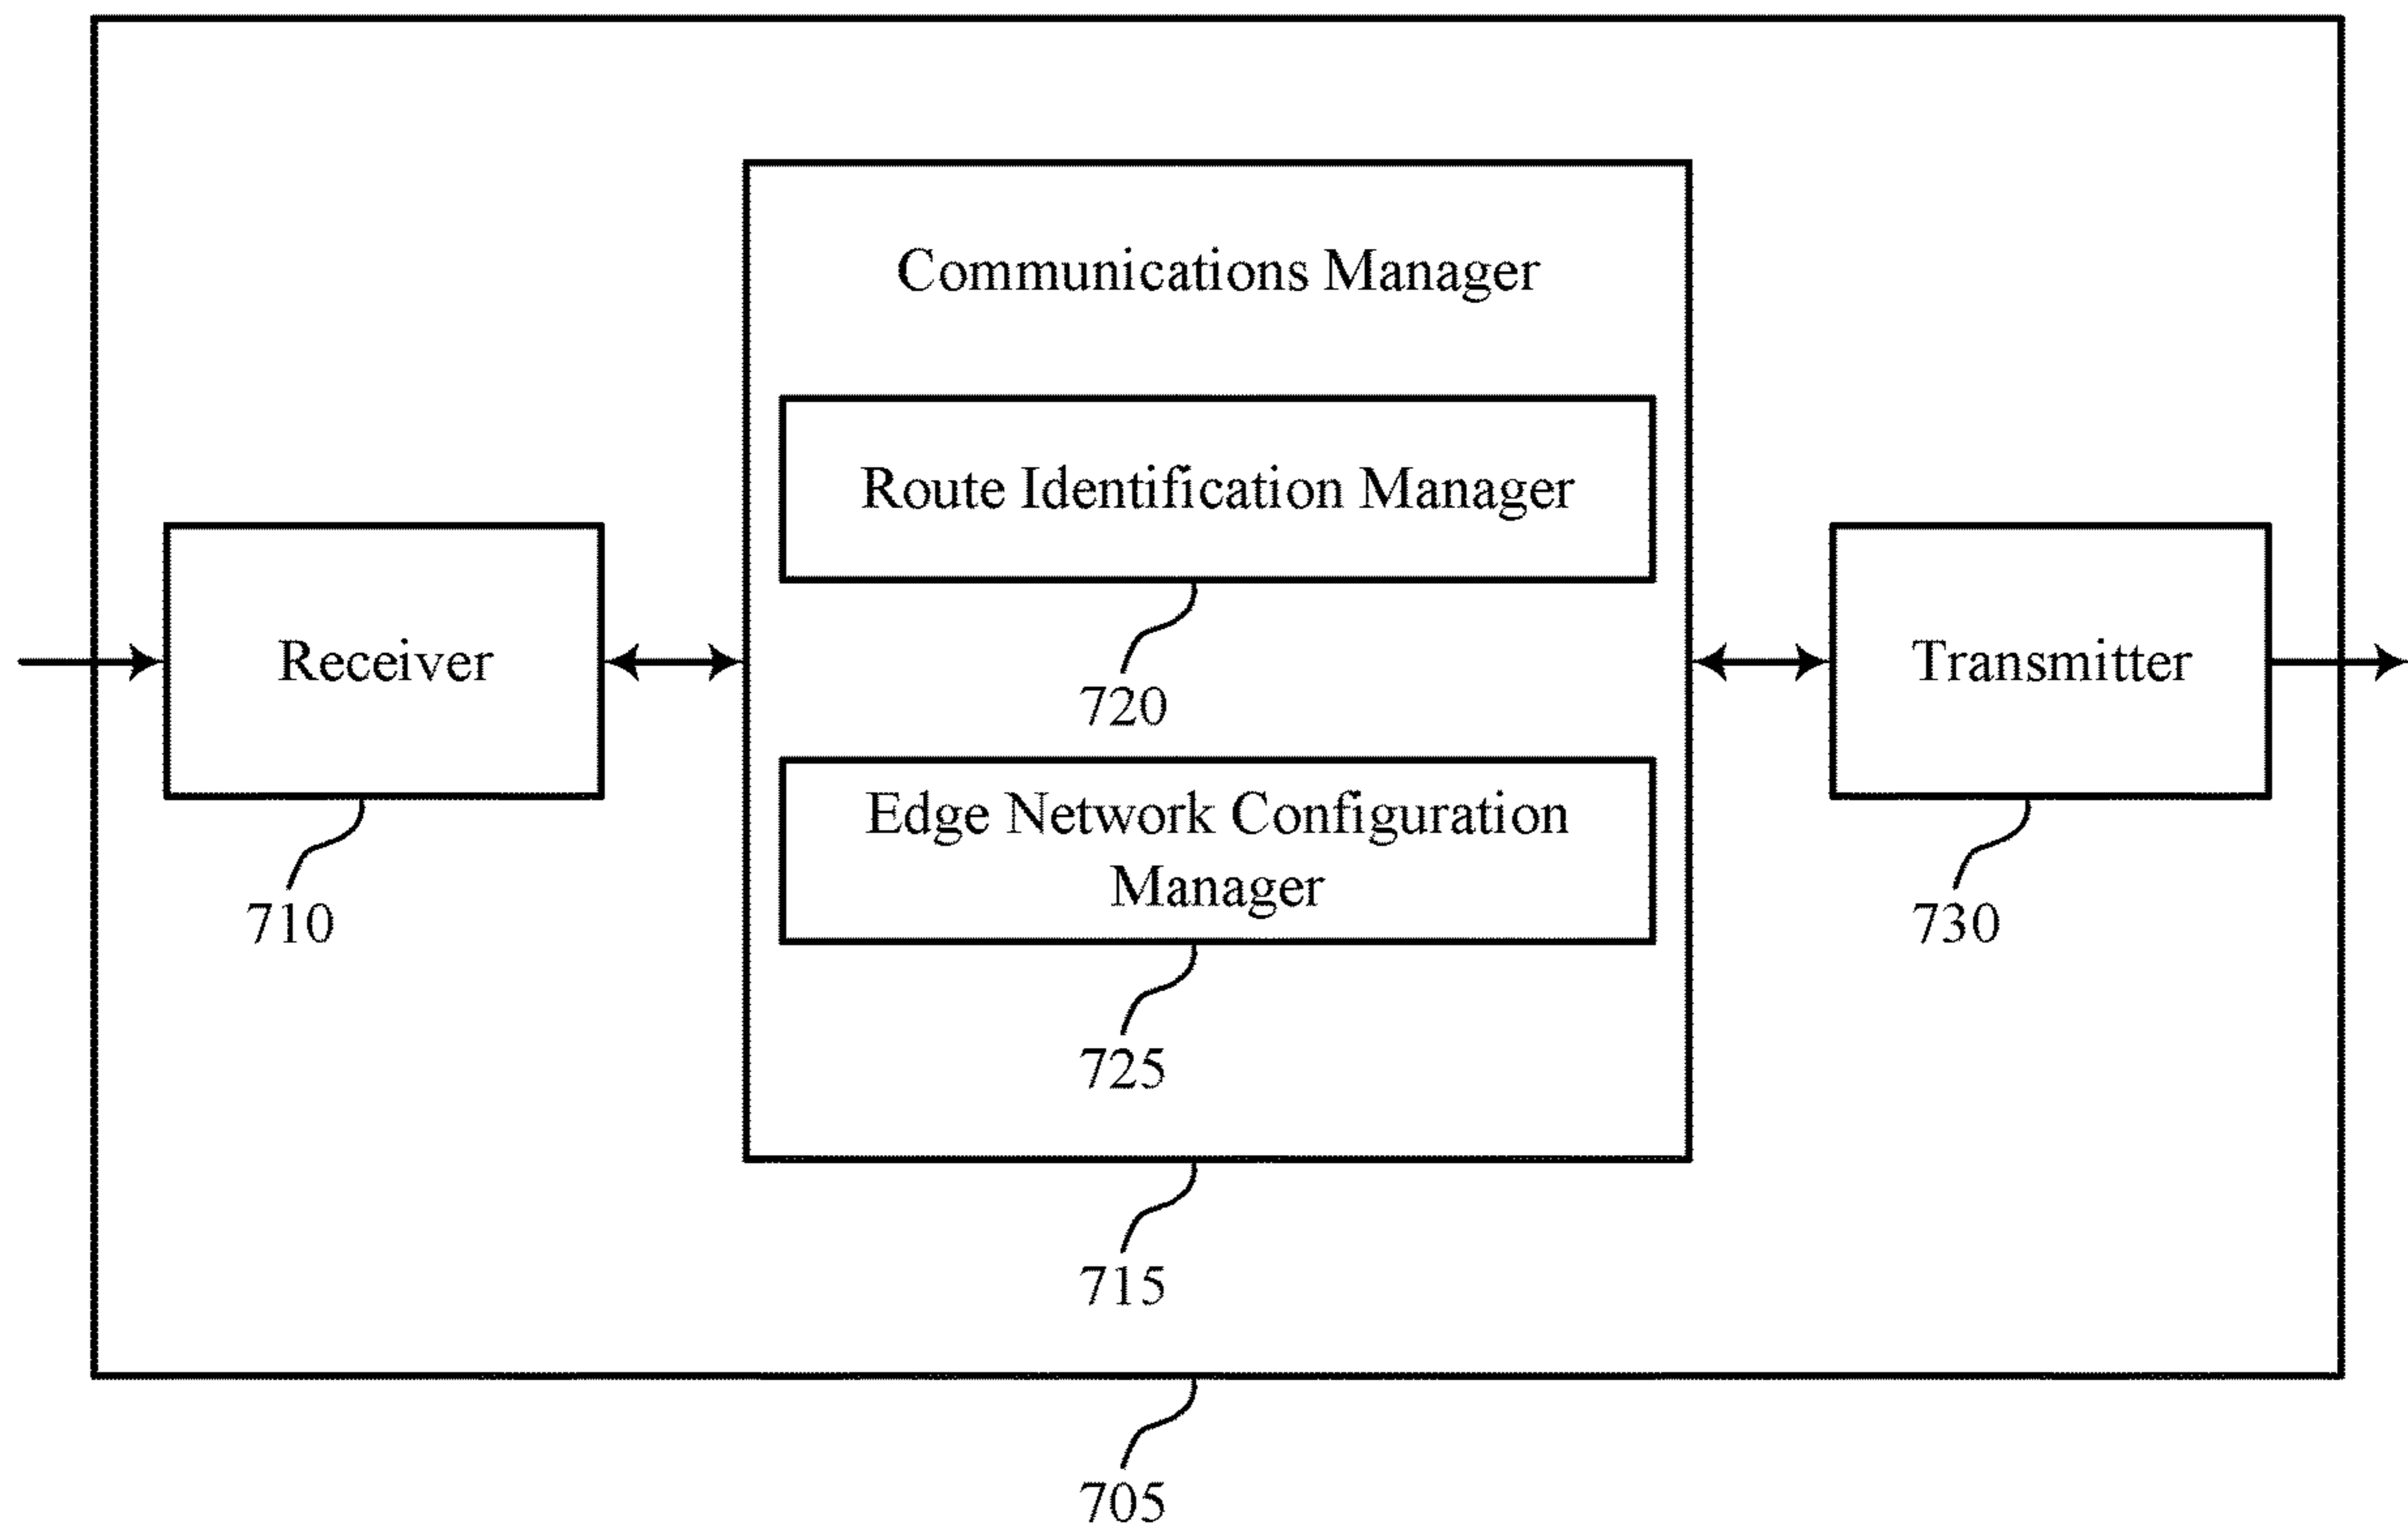 Communications Manager
Route Identification Manager
Receiver
Transmitter
720
Edge Network Configuration
Manager
710
730
725
715
705